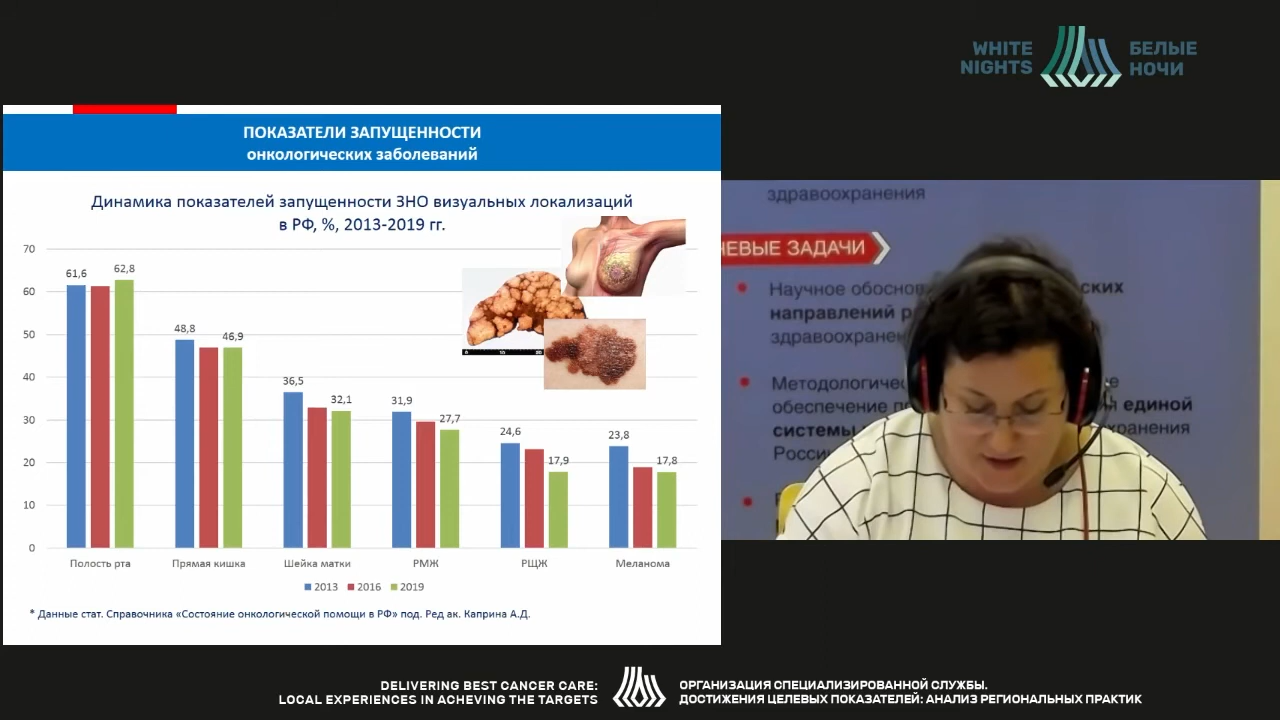 WHITE
NIGHTS
БЕЛЫЕ
НОЧИ
ПОКАЗАТЕЛИ ЗАПУЩЕННОСТИ
онкологических заболеваний
Динамика показателей запущенности ЗНО визуальных локализаций
в РФ, %, 2013-2019 гг.
70
60
50
40
30
20
10
0
61,6
62,8
48,8
46,9
36,5
32,1
31,9
27,7
24,6
17,9
23,8
17,8
0 10 20
Полость рта
Прямая кишка
Шейка матки
РМЖ
РЩЖ
Меланома
2013 2016 2019
* Данные стат. Справочника «Состояние онкологической помощи в РФ» под. Ред ак. Каприна А.Д.
здравоохранения
ЕВЫЕ ЗАДАЧИ
Научное обоснов ских
направлений р
здравоохранен
Методологичес е
обеспечение единой
системы хранения
Росси
DELIVERING BEST CANCER CARE:
LOCAL EXPERIENCES IN ACHEVING THE TARGETS
ОРГАНИЗАЦИЯ СПЕЦИАЛИЗИРОВАННОЙ СЛУЖБЫ.
ДОСТИЖЕНИЯ ЦЕЛЕВЫХ ПОКАЗАТЕЛЕЙ: АНАЛИЗ РЕГИОНАЛЬНЫХ ПРАКТИК